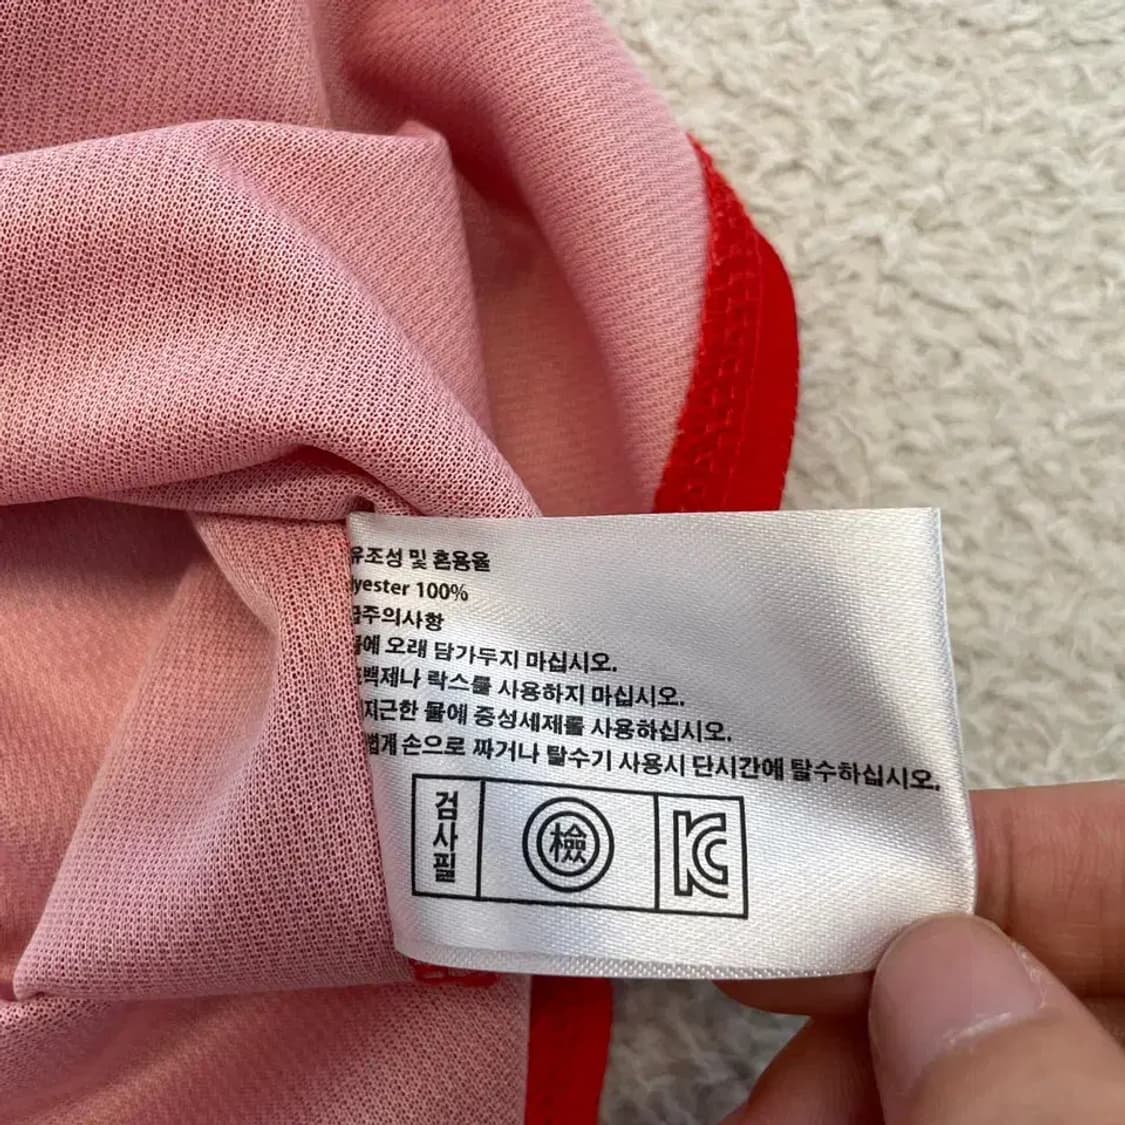 유조성 및 혼용율
yester 100%
주의사항
에 오래 담가두지 마십시오.
백제나 락스를 사용하지 마십시오.
지근한 물에 중성세제를 사용하십시오.
볍게 손으로 짜거나 탈수기 사용시 단시간에 탈수하십시오.
검사필
檢
KC